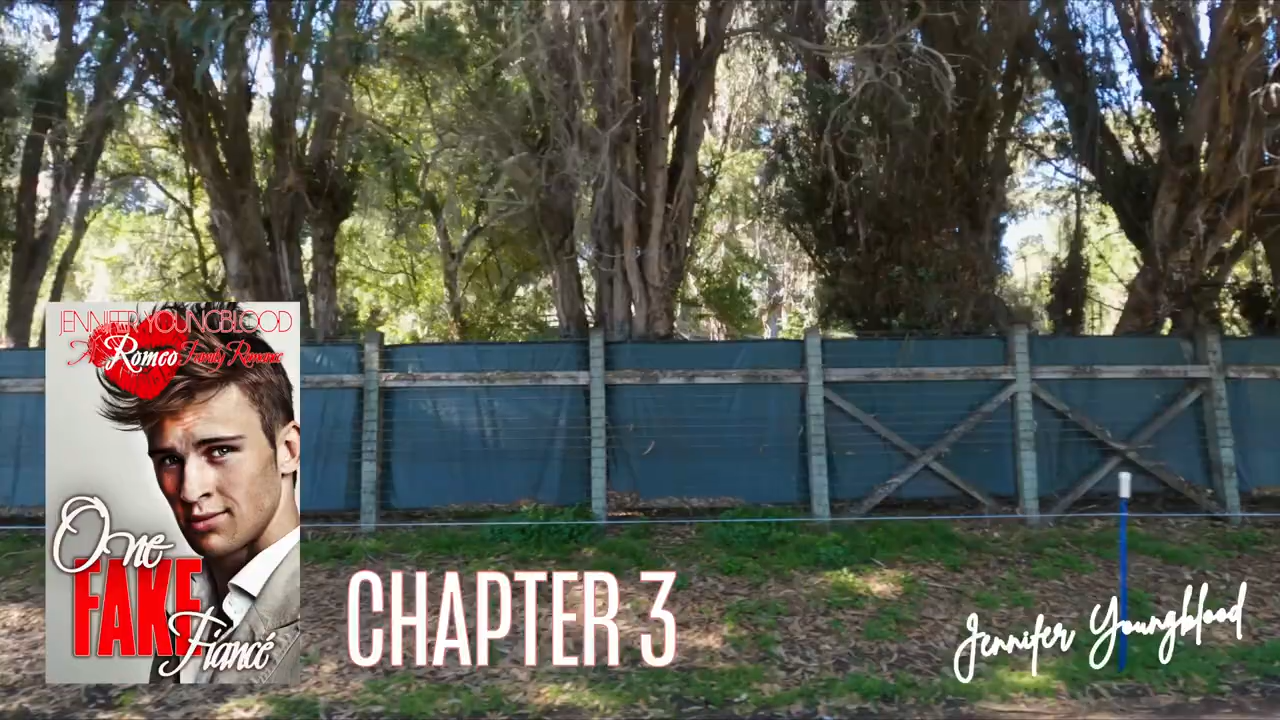 JENNIFER YOUNGBLOOD
A Romeo Family Romance
One
FAKE
Fiancé
CHAPTER 3
Jennifer Youngblood